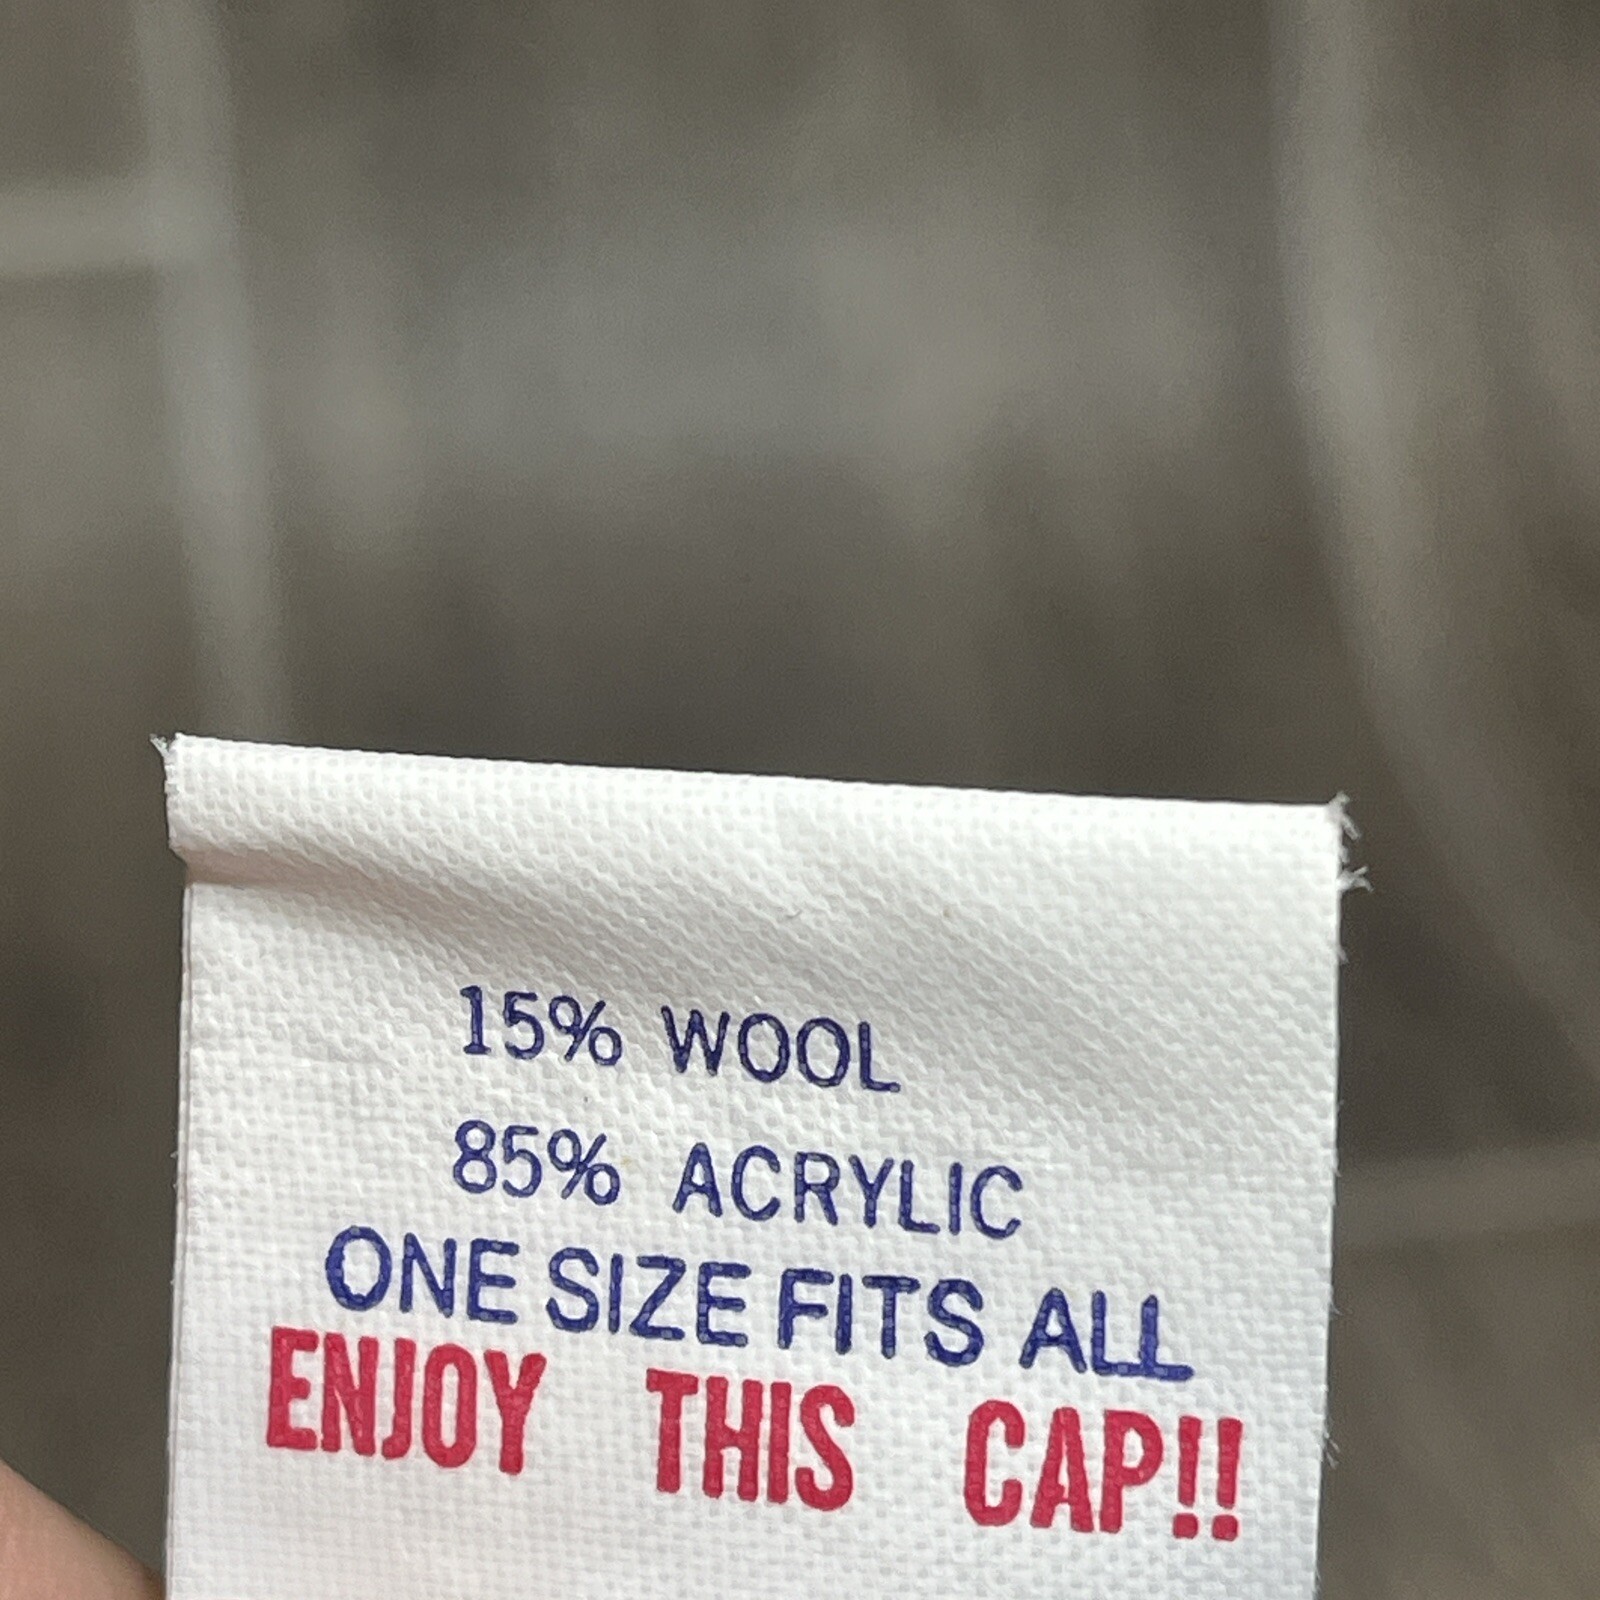 15% WOOL
85% ACRYLIC
ONE SIZE FITS ALL
ENJOY THIS CAP!!